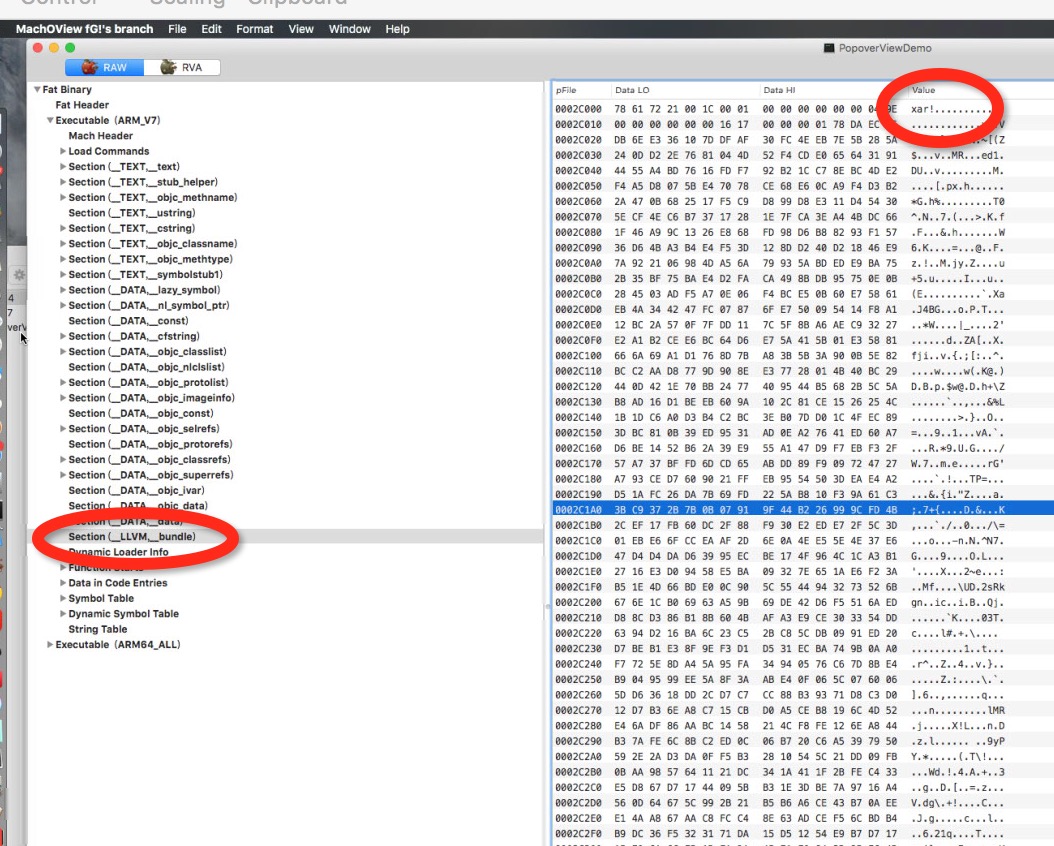 Control Scaling Clipboard
MachOView fG!'s branch File Edit Format View Window Help
PopoverViewDemo
RAW RVA
Fat Binary
Fat Header
Executable (ARM_V7)
Mach Header
Load Commands
Section (__TEXT,__text)
Section (__TEXT,__stub_helper)
Section (__TEXT,__objc_methname)
Section (__TEXT,__ustring)
Section (__TEXT,__cstring)
Section (__TEXT,__objc_classname)
Section (__TEXT,__objc_methtype)
Section (__TEXT,__symbolstub1)
Section (__DATA,__lazy_symbol)
Section (__DATA,__nl_symbol_ptr)
Section (__DATA,__const)
Section (__DATA,__cfstring)
Section (__DATA,__objc_classlist)
Section (__DATA,__objc_nlclslist)
Section (__DATA,__objc_protolist)
Section (__DATA,__objc_imageinfo)
Section (__DATA,__objc_const)
Section (__DATA,__objc_selrefs)
Section (__DATA,__objc_protorefs)
Section (__DATA,__objc_classrefs)
Section (__DATA,__objc_superrefs)
Section (__DATA,__objc_ivar)
Section (__DATA,__objc_data)
Section (__DATA,__data)
Section (__LLVM,__bundle)
Dynamic Loader Info
Function Starts
Data in Code Entries
Symbol Table
Dynamic Symbol Table
String Table
Executable (ARM64_ALL)
pFile Data LO Data HI Value
0002C000 78 61 72 21 00 1C 00 01 00 00 00 00 00 00 04 9E xar!............
0002C010 00 00 00 00 00 00 16 17 00 00 00 01 78 DA EC
0002C020 DB 6E E3 36 10 7D DF AF 30 FC 4E EB 7E 5B 28 5A
0002C030 24 0D D2 2E 76 81 04 4D 52 F4 CD E0 65 64 31 91 $...v..MR...ed1.
0002C040 44 55 A4 BD 76 16 FD F7 92 B2 1C C7 8E BC 4D E2 DU..v.........M.
0002C050 F4 A5 D8 07 5B E4 70 78 CE 68 E6 0C A9 F4 D3 B2 ....[.px.h......
0002C060 2A 47 0B 68 25 17 F5 C9 D8 99 D8 E3 11 D4 54 30 *G.h%.........T0
0002C070 5E CF 4E C6 B7 37 17 28 1E 7F CA 3E A4 4B DC 66 ^.N..7.(...>.K.f
0002C080 1F 46 A9 9C 13 26 E8 68 FD 98 D6 B8 82 93 F1 57 .F...&.h.......W
0002C090 36 D6 4B A3 B4 E4 F5 3D 12 8D D2 40 D2 18 46 E9 6.K....=...@..F.
0002C0A0 7A 92 21 06 98 4D A5 6A 79 93 5A BD ED E9 BA 75 z.!..M.jy.Z....u
0002C0B0 2B 35 BF 75 BA E4 D2 FA CA 49 8B DB 95 75 0E 0B +5.u.....I...u..
0002C0C0 28 45 03 AD F5 A7 0E 06 F4 BC E5 0B 60 E7 58 61 (E..........`.Xa
0002C0D0 EB 4A 34 42 47 FC 07 87 6F E7 50 09 54 14 F8 A1 .J4BG...o.P.T...
0002C0E0 12 BC 2A 57 0F 7F DD 11 7C 5F 8B A6 AE C9 32 27 ..*W....|_....2'
0002C0F0 E2 A1 B2 CE E6 BC 64 D6 E7 5A 41 5B 01 E3 58 81 ......d..ZA[..X.
0002C100 66 6A 69 A1 D1 76 8D 7B A8 3B 5B 3A 90 0B 5E 82 fji..v.{.;[:..^.
0002C110 BC C2 AA D8 77 9D 90 8E E3 77 28 01 4B 40 BC 29 ....w....w(.K@.)
0002C120 44 0D 42 1E 70 BB 24 77 40 95 44 B5 68 2B 5C 5A D.B.p.$w@.D.h+\Z
0002C130 B8 AD 16 D1 BE EB 60 9A 10 2C 81 CE 15 26 25 4C ......`..,...&%L
0002C140 1B 1D C6 A0 D3 B4 C2 BC 3E B0 7D D0 1C 4F EC 89 ........>.}..O..
0002C150 3D BC 81 0B 39 ED 95 31 AD 0E A2 76 41 ED 60 A7 =...9..1...vA.`.
0002C160 D6 BE 14 52 B6 2A 39 E9 55 A1 47 D9 F7 EB F3 2F ...R.*9.U.G..../
0002C170 57 A7 37 BF FD 6D CD 65 AB DD 89 F9 09 72 47 27 W.7..m.e.....rG'
0002C180 A7 93 CE D7 60 90 21 FF EB 95 54 50 3D EA E4 A2 ....`.!...TP=...
0002C190 D5 1A FC 26 DA 7B 69 FD 22 5A B8 10 F3 9A 61 C3 ...&.{i."Z....a.
0002C1A0 3B C9 37 2B 7B 0B 07 91 9F 44 B2 26 99 9C FD 4B ;.7+{....D.&...K
0002C1B0 2C EF 17 FB 60 DC 2F 88 F9 30 E2 ED E7 2F 5C 3D ,...`./..0.../\=
0002C1C0 01 EB E6 6F CC EA AF 2D 6E 0A 4E E5 5E 4E 37 E6 ...o...-n.N.^N7.
0002C1D0 47 D4 D4 DA D6 39 95 EC BE 17 4F 96 4C 1C A3 B1 G....9....O.L...
0002C1E0 27 16 E3 D0 94 58 E5 BA 09 32 7E 65 1A E6 F2 3A '....X...2~e...:
0002C1F0 B5 1E 4D 66 BD E0 0C 90 5C 55 44 94 32 73 52 6B ..Mf....\UD.2sRk
0002C200 67 6E 1C B0 69 63 A5 9B 69 DE 42 D6 F5 51 6A ED gn..ic..i.B..Qj.
0002C210 D8 8C D3 86 B1 8B 60 4B AF A3 E9 CE 30 33 54 DD ......`K....03T.
0002C220 63 94 D2 16 BA 6C 23 C5 2B C8 5C DB 09 91 ED 20 c....l#.+.\....
0002C230 D7 BE B1 E3 8F 9E F3 D1 D5 31 EC BA 74 9B 0A A0 .........1..t...
0002C240 F7 72 5E 8D A4 5A 95 FA 34 94 05 76 C6 7D 8B E4 .r^..Z..4..v.}..
0002C250 B9 04 95 99 EE 5A 8F 3A AB E4 0F 06 5C 07 60 06 .....Z.:....\.`.
0002C260 5D D6 36 18 DD 2C D7 C7 CC 88 B3 93 71 D8 C3 D0 ].6..,......q...
0002C270 12 D7 B3 6E A8 C7 15 CB D0 A5 CE B8 19 6C 4D 52 ...n.........lMR
0002C280 E4 6A DF 86 AA BC 14 58 21 4C F8 FE 12 6E A8 44 .j.....X!L...n.D
0002C290 B3 7A FE 6C 8B C2 ED 0C 06 B7 20 C6 A5 39 79 50 .z.l...... ..9yP
0002C2A0 59 2E 2A D3 DA 0F F5 B3 28 10 54 5C 21 DD 09 FB Y.*.....(.T\!...
0002C2B0 0B AA 98 57 64 11 21 DC 34 1A 41 1F 2B FE C4 33 ...Wd.!.4.A.+..3
0002C2C0 E5 D8 67 D7 17 44 09 5B B3 1E 3D BE 7A 97 16 A4 ..g..D.[..=.z...
0002C2D0 56 0D 64 67 5C 99 2B 21 B5 B6 A6 CE 43 B7 0A EE V.dg\.+!....C...
0002C2E0 E1 4A A8 67 AA C8 FC C4 8E 63 AD CE F5 6C BD B4 .J.g.....c...l..
0002C2F0 B9 DC 36 F5 32 31 71 DA 15 D5 12 54 E9 B7 D7 17 ..6.21q....T....